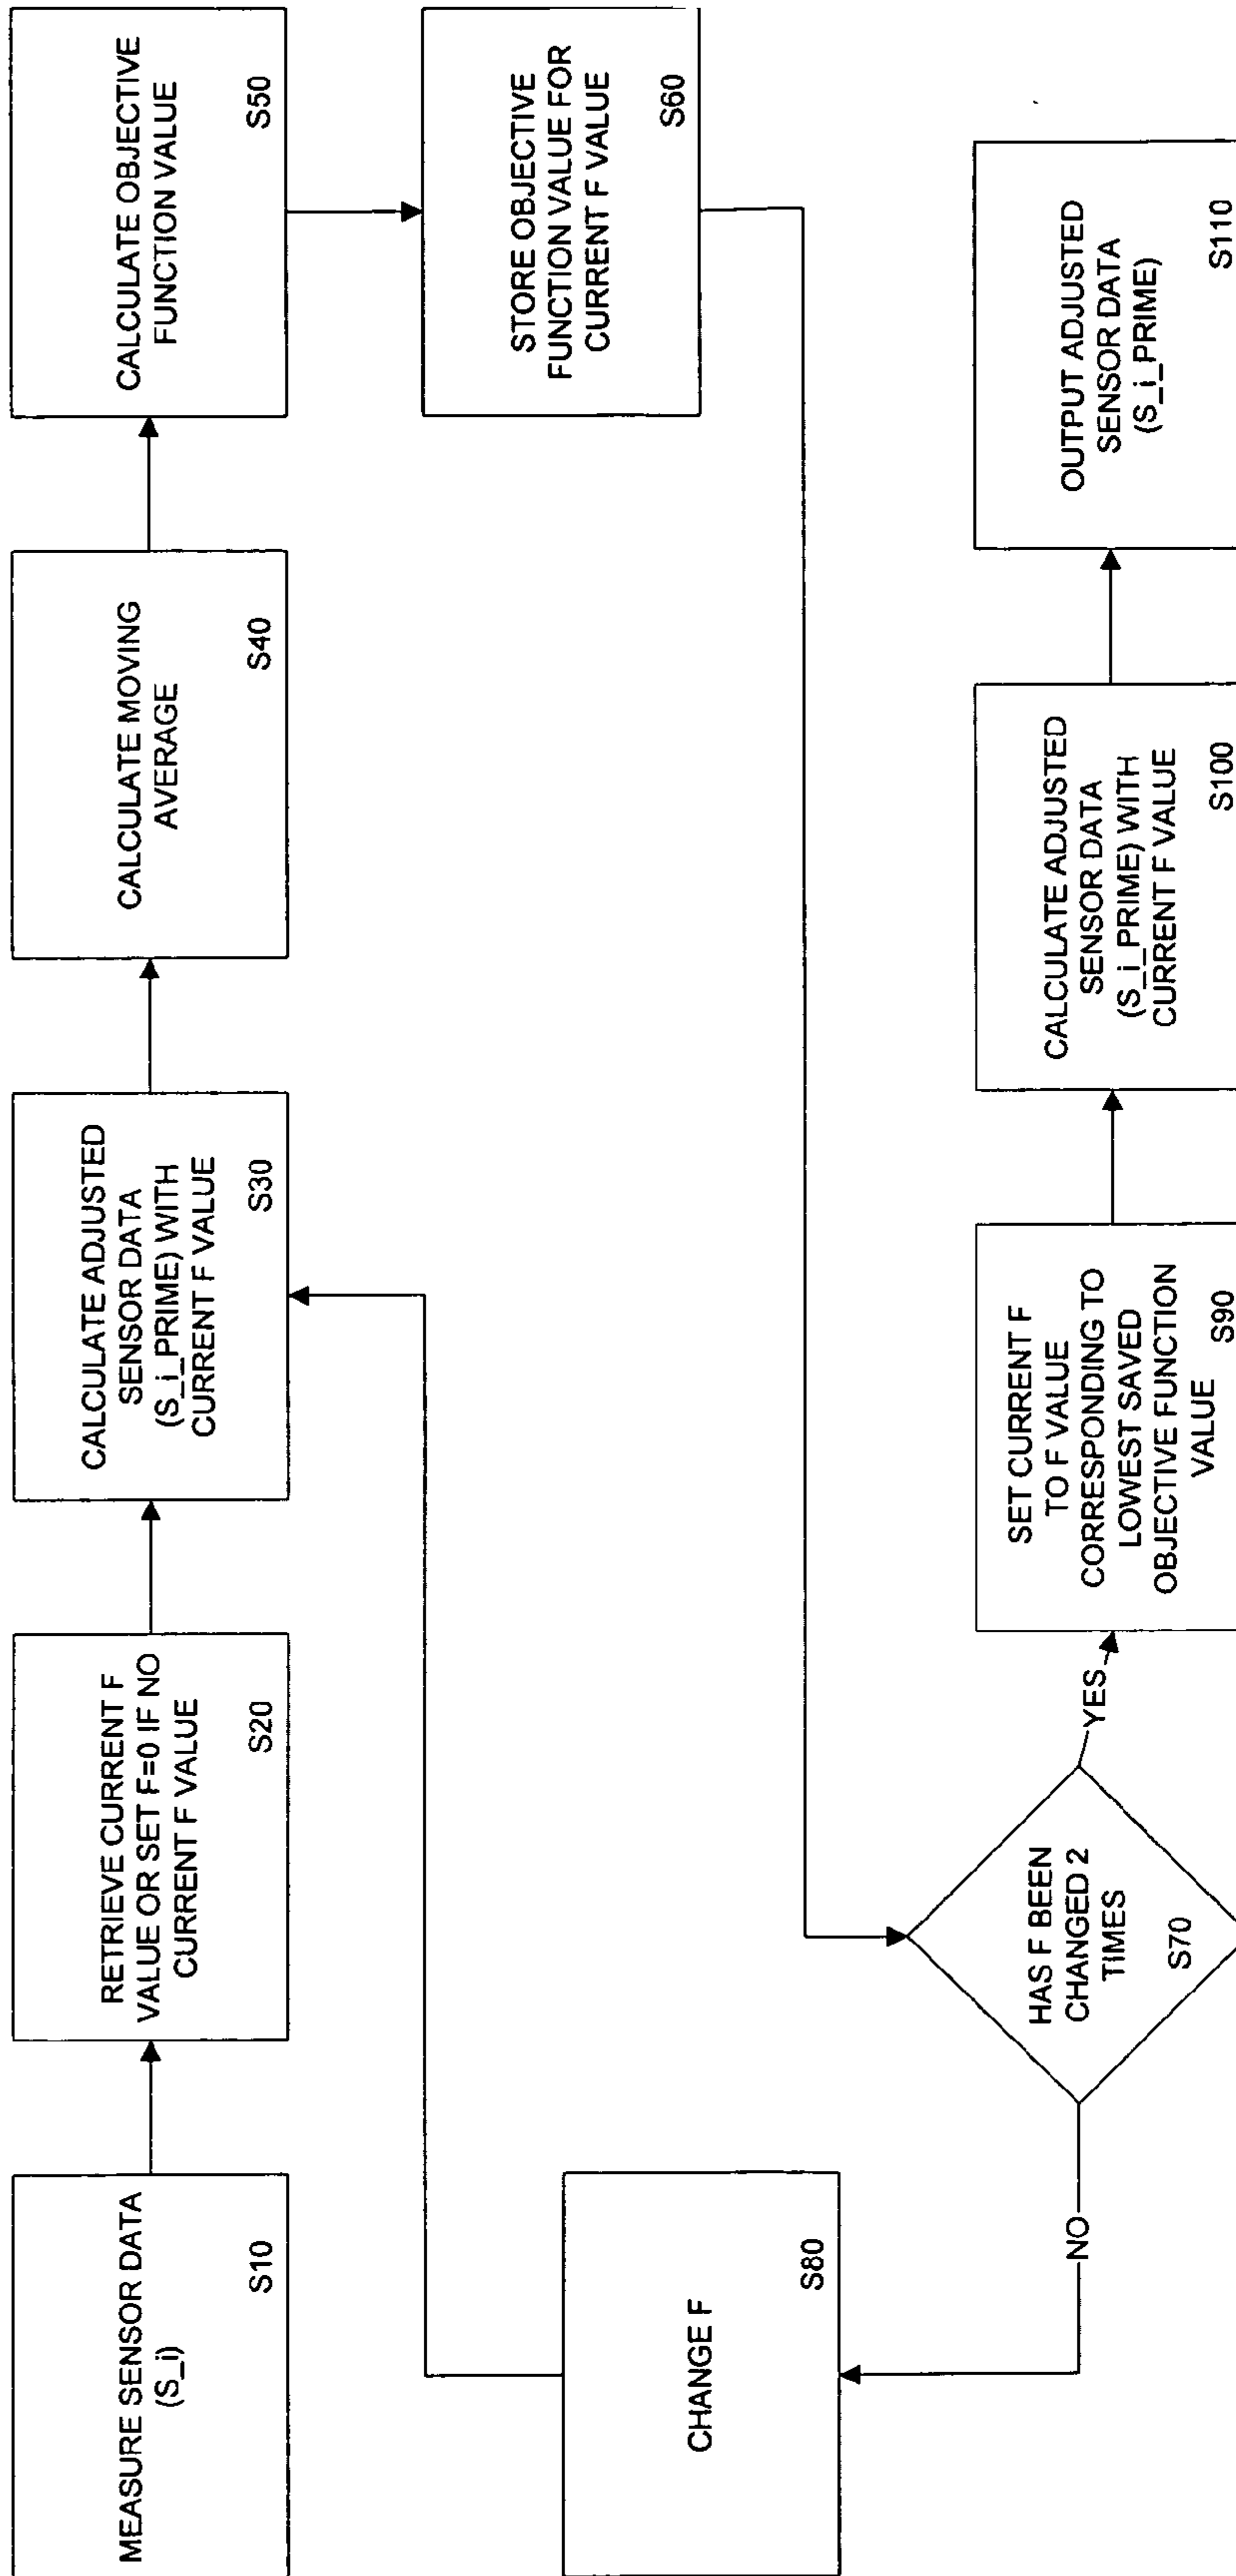 MEASURE SENSOR DATA
(S_i)
S10
RETRIEVE CURRENT F
VALUE OR SET F=0 IF NO
CURRENT F VALUE
S20
CALCULATE ADJUSTED
SENSOR DATA
(S_i_PRIME) WITH
CURRENT F VALUE
S30
CALCULATE MOVING
AVERAGE
S40
CALCULATE OBJECTIVE
FUNCTION VALUE
S50
STORE OBJECTIVE
FUNCTION VALUE FOR
CURRENT F VALUE
S60
HAS F BEEN
CHANGED 2
TIMES
S70
NO
CHANGE F
S80
YES
SET CURRENT F
TO F VALUE
CORRESPONDING TO
LOWEST SAVED
OBJECTIVE FUNCTION
VALUE
S90
CALCULATE ADJUSTED
SENSOR DATA
(S_i_PRIME) WITH
CURRENT F VALUE
S100
OUTPUT ADJUSTED
SENSOR DATA
(S_i_PRIME)
S110